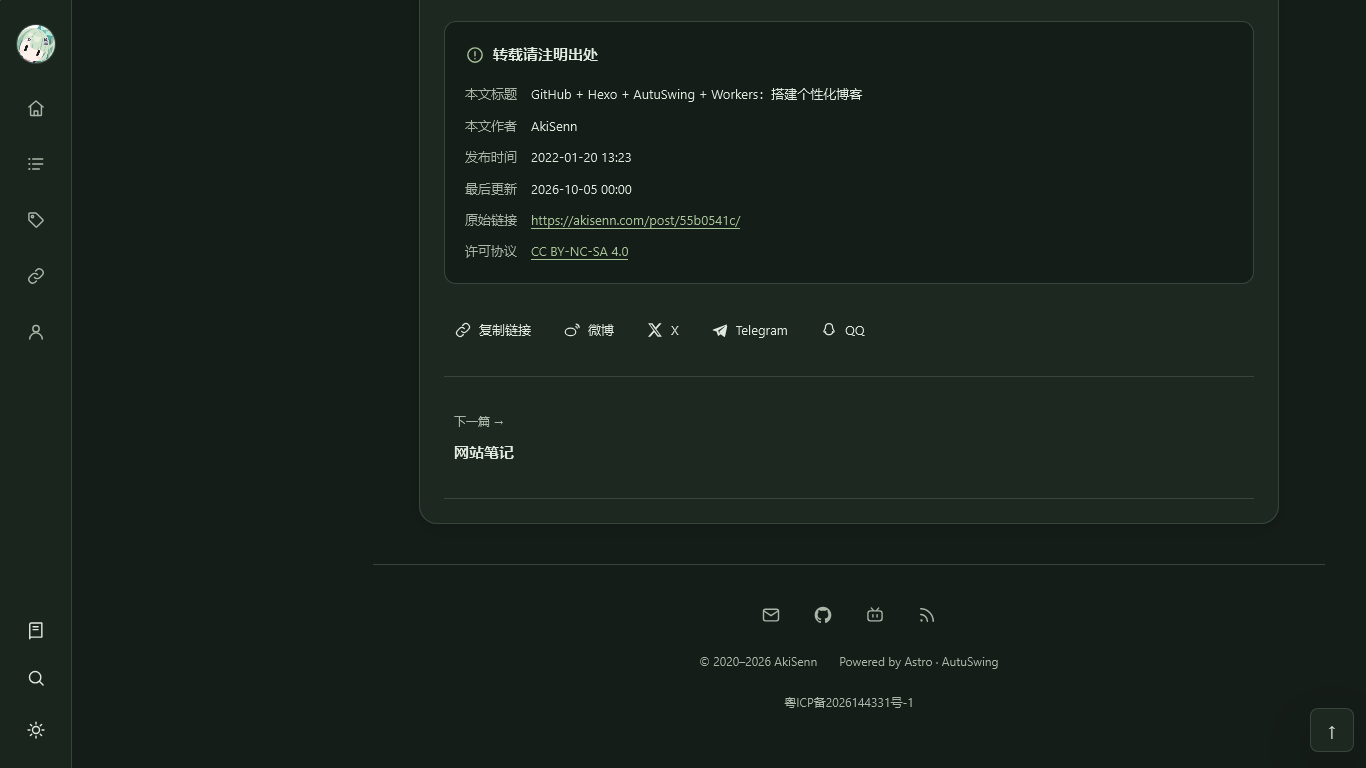 转载请注明出处
本文标题 GitHub + Hexo + AutuSwing + Workers：搭建个性化博客
本文作者 AkiSenn
发布时间 2022-01-20 13:23
最后更新 2026-10-05 00:00
原始链接 https://akisenn.com/post/55b0541c/
许可协议 CC BY-NC-SA 4.0
复制链接 微博 X Telegram QQ
下一篇 →
网站笔记
© 2020–2026 AkiSenn Powered by Astro · AutuSwing
粤ICP备2026144331号-1
↑